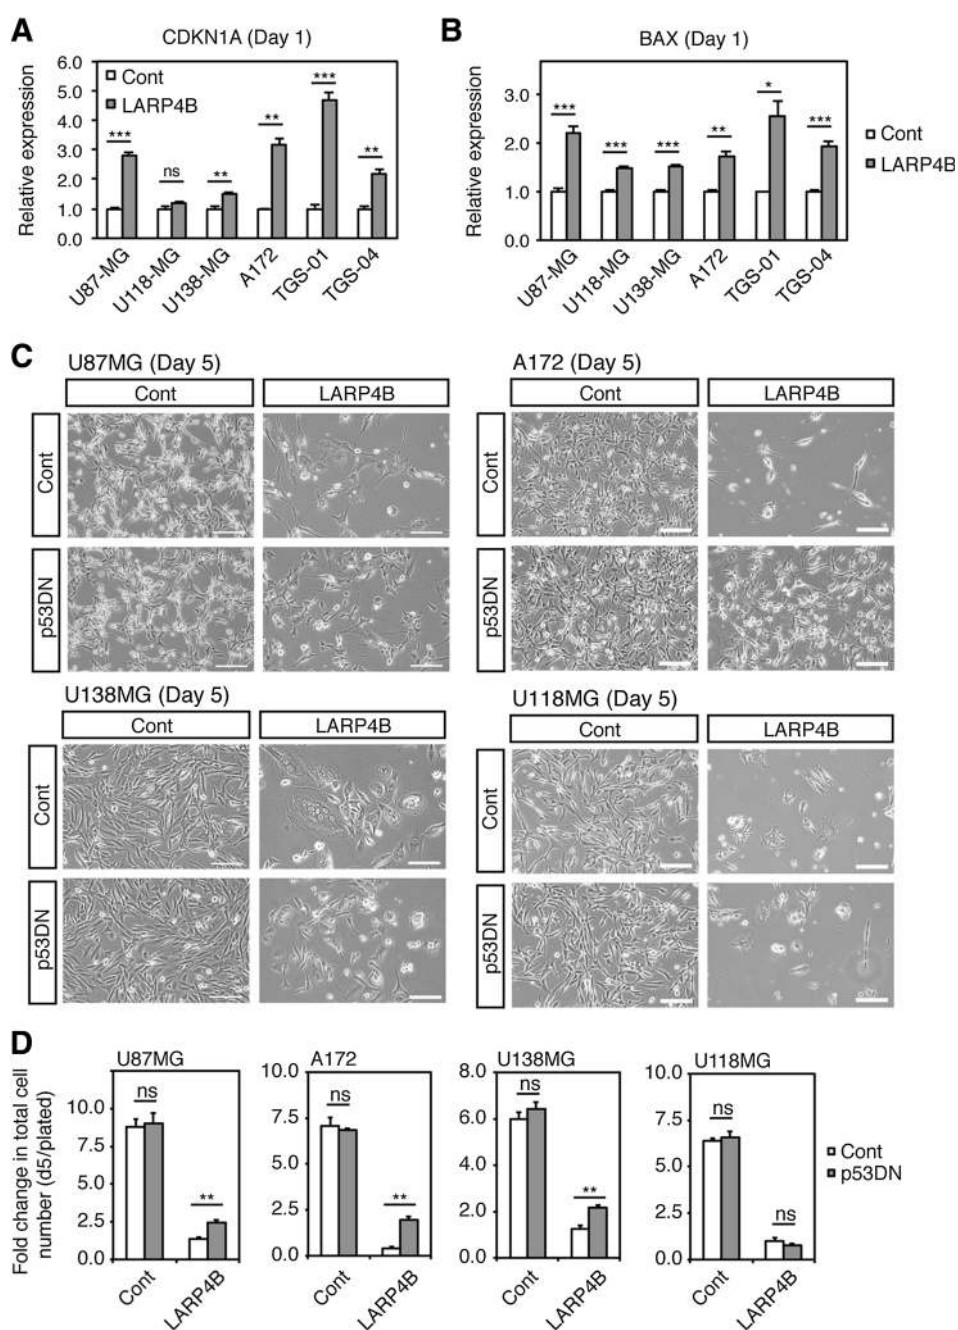 A
CDKN1A (Day 1)
Relative expression
6.0
5.0
4.0
3.0
2.0
1.0
0.0
Cont
LARP4B
***
ns
**
**
***
**
U87-MG
U118-MG
U138-MG
A172
TGS-01
TGS-04
B
BAX (Day 1)
Relative expression
3.0
2.0
1.0
0.0
***
***
***
**
*
***
Cont
LARP4B
U87-MG
U118-MG
U138-MG
A172
TGS-01
TGS-04
C
U87MG (Day 5)
Cont
LARP4B
Cont
p53DN
A172 (Day 5)
Cont
LARP4B
Cont
p53DN
U138MG (Day 5)
Cont
LARP4B
Cont
p53DN
U118MG (Day 5)
Cont
LARP4B
Cont
p53DN
D
Fold change in total cell
number (d5/plated)
U87MG
10.0
7.5
5.0
2.5
0.0
ns
**
Cont
LARP4B
A172
10.0
7.5
5.0
2.5
0.0
ns
**
Cont
LARP4B
U138MG
8.0
6.0
4.0
2.0
0.0
ns
**
Cont
LARP4B
U118MG
10.0
7.5
5.0
2.5
0.0
ns
ns
Cont
LARP4B
Cont
p53DN